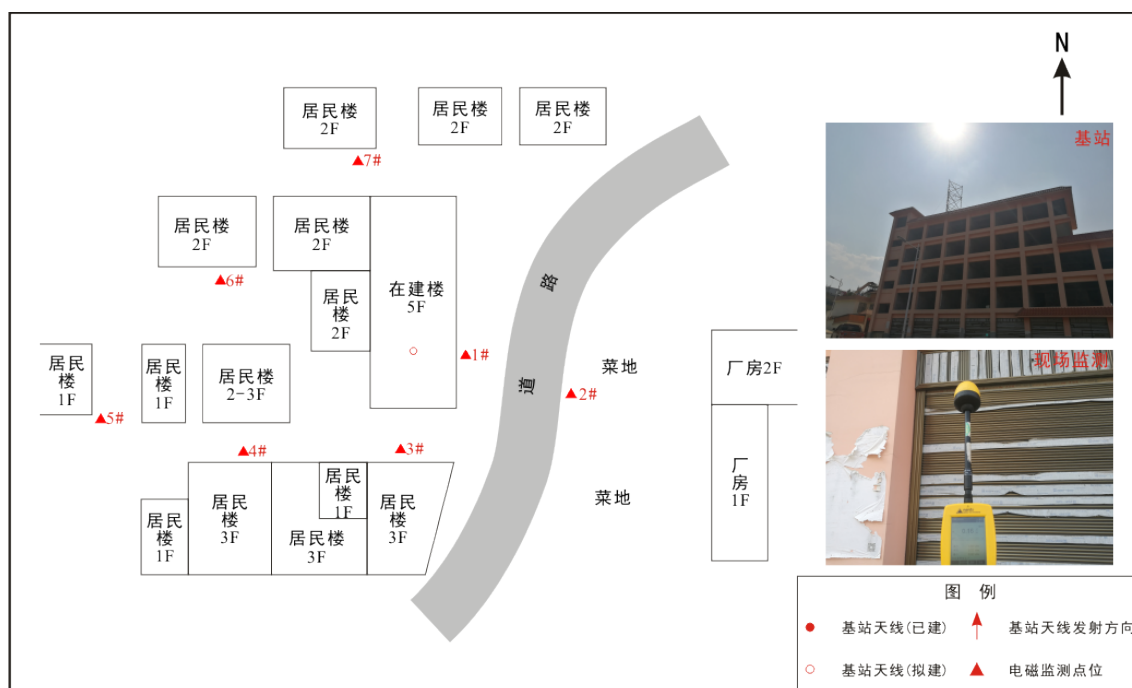 N
居民楼
2F
居民楼
2F
居民楼
2F
7#
基站
居民楼
2F
居民楼
2F
6#
居民
楼
2F
在建楼
5F
路
道
1#
2#
菜地
厂房2F
现场监测
居民
楼
1F
居民
楼
1F
居民楼
2-3F
5#
4#
3#
居民
楼
3F
居民
楼
1F
居民
楼
3F
居民
楼
1F
居民楼
3F
菜地
厂
房
1F
图 例
基站天线(已建)
基站天线发射方向
基站天线(拟建)
电磁监测点位